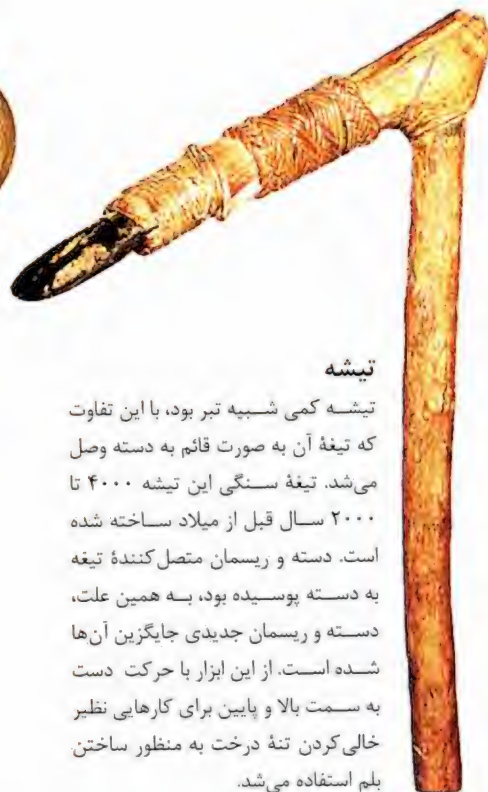 تیشه
تیشه کمی شبیه تبر بود، با این تفاوت
که تیغهٔ آن به صورت قائم به دسته وصل
می‌شد. تیغهٔ سنگی این تیشه ۴۰۰۰ تا
۲۰۰۰ سال قبل از میلاد ساخته شده
است. دسته و ریسمان متصل‌کنندهٔ تیغه
به دسته پوسیده بود، به همین علت،
دسته و ریسمان جدیدی جایگزین آن‌ها
شده است. از این ابزار با حرکت دست
به سمت بالا و پایین برای کارهایی نظیر
خالی‌کردن تنهٔ درخت به منظور ساختن
بلم استفاده می‌شد.